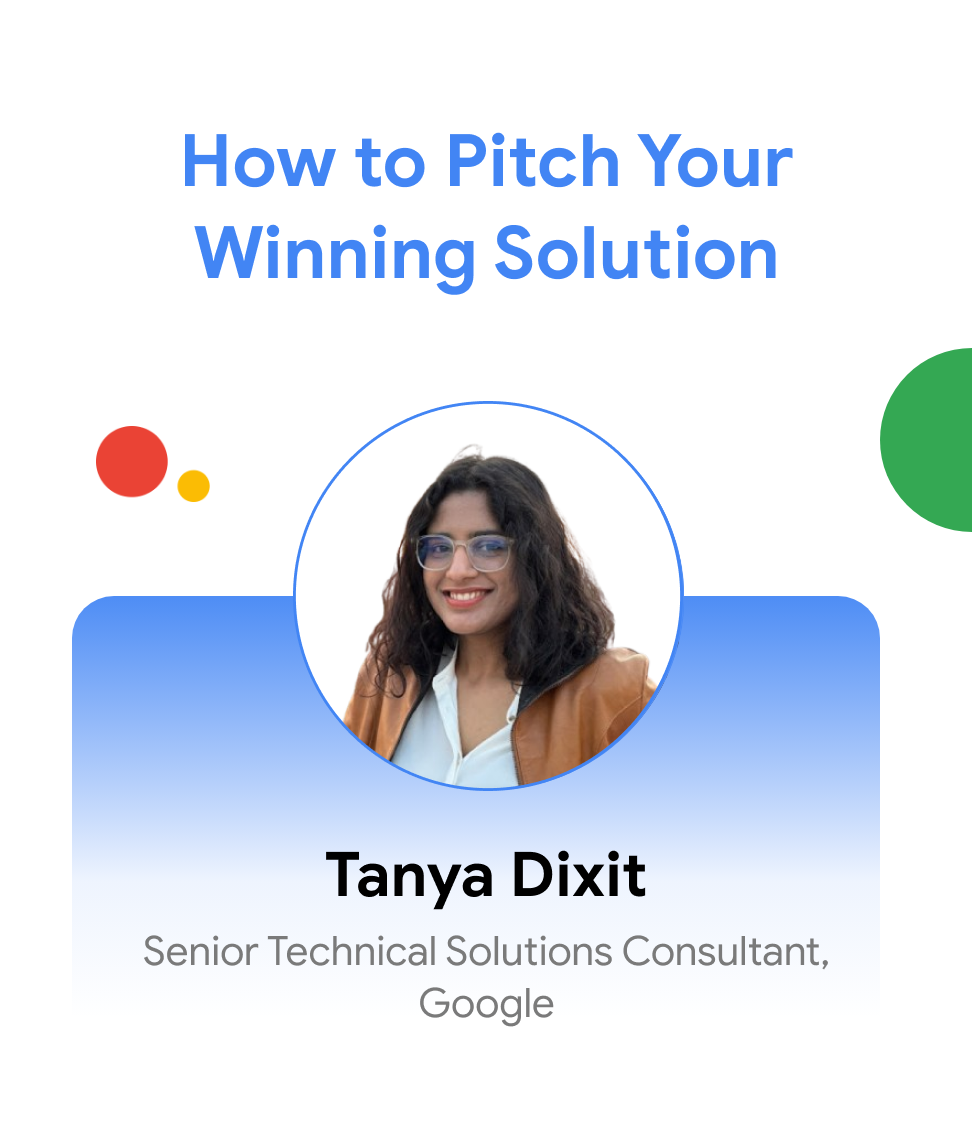 How to Pitch Your
Winning Solution
Tanya Dixit
Senior Technical Solutions Consultant,
Google